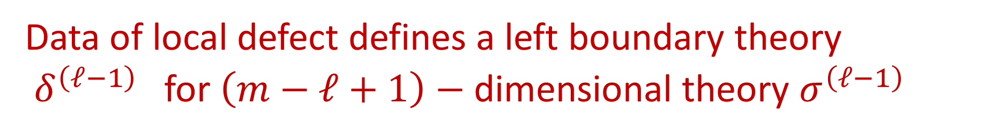 Data of local defect defines a left boundary theory
δ^(ℓ−1) for (m − ℓ + 1) − dimensional theory σ^(ℓ−1)